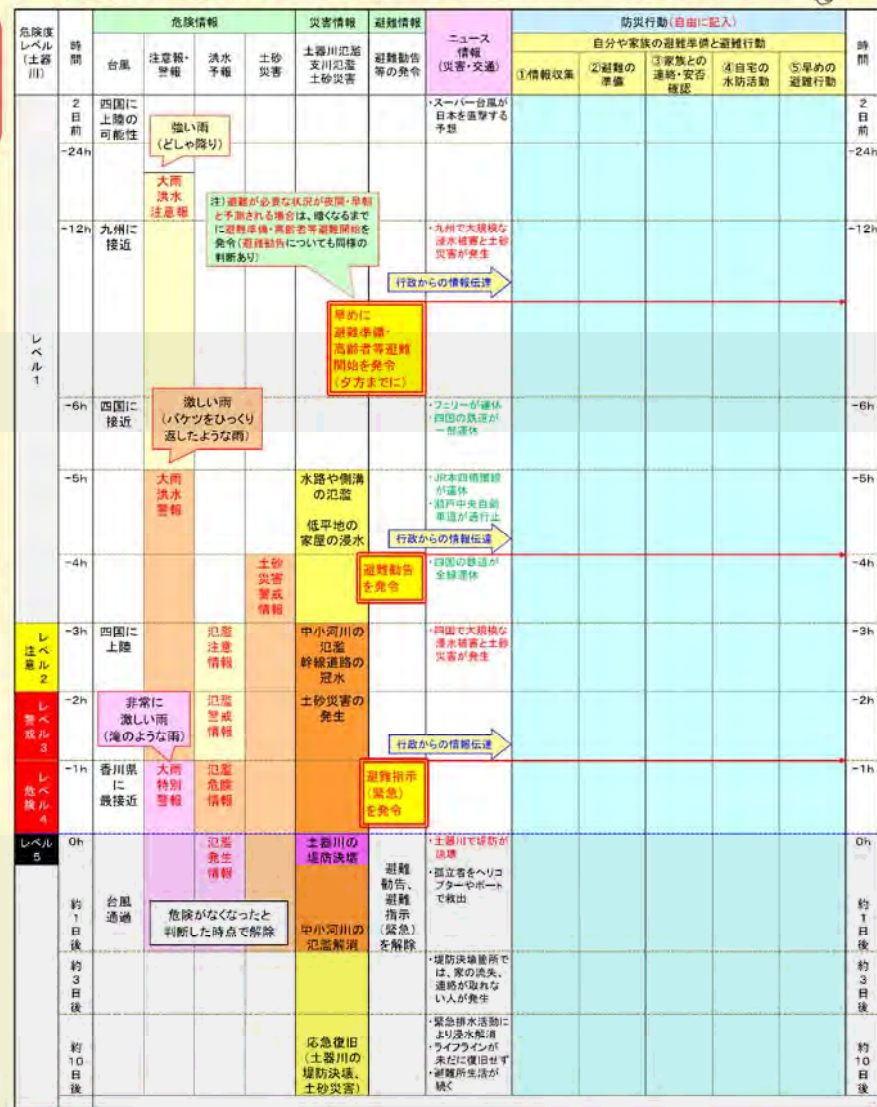 危険度
レベル
(土器
川)
時
間
危険情報
災害情報
避難情報
ニュース
情報
(災害・交通)
防災行動(自由に記入)
時
間
台風
注意報・
警報
洪水
予報
土砂
災害
土器川氾濫
支川氾濫
土砂災害
避難勧告
等の発令
自分や家族の避難準備と避難行動
①情報収集
②避難の
準備
③家族との
連絡・安否
確認
④自宅の
水防活動
⑤早めの
避難行動
2
日
前
四国に
上陸の
可能性
・スーパー台風が
日本を直撃する
予想
2
日
前
強い雨
(どしゃ降り)
-24h
-24h
大雨
洪水
注意報
注)避難が必要な状況が夜間・早朝
と予測される場合は、暗くなるまで
に避難準備・高齢者等避難開始を
発令(避難勧告についても同様の
判断あり)
-12h
九州に
接近
・九州で大規模な
浸水被害と土砂
災害が発生
-12h
行政からの情報伝達
早めに
避難準備・
高齢者等避難
開始を発令
(夕方までに)
レ
ベ
ル
1
激しい雨
(バケツをひっくり
返したような雨)
-6h
四国に
接近
・フェリーが運休
・四国の鉄道が
一部運休
-6h
-5h
大雨
洪水
警報
水路や側溝
の氾濫
低平地の
家屋の浸水
・JR本四備讃線
が運休
・瀬戸中央自動
車道が通行止
-5h
行政からの情報伝達
-4h
土砂
災害
警戒
情報
避難勧告
を発令
・四国の鉄道が
全線運休
-4h
レベル2
注意
-3h
四国に
上陸
氾濫
注意
情報
中小河川の
氾濫
幹線道路の
冠水
・四国で大規模な
浸水被害と土砂
災害が発生
-3h
レベル3
警戒
-2h
非常に
激しい雨
(滝のような雨)
氾濫
警戒
情報
土砂災害の
発生
-2h
行政からの情報伝達
レベル4
危険
-1h
香川県
に
最接近
大雨
特別
警報
氾濫
危険
情報
避難指示
(緊急)
を発令
-1h
レベル
5
0h
氾濫
発生
情報
土器川の
堤防決壊
・土器川で堤防が
決壊
・孤立者をヘリコ
プターやボート
で救出
0h
避難
勧告、
避難
指示
(緊急)
を解除
約
1
日
後
台風
通過
危険がなくなったと
判断した時点で解除
中小河川の
氾濫解消
約
1
日
後
約
3
日
後
・堤防決壊箇所で
は、家の流失、
連絡が取れな
い人が発生
約
3
日
後
約
10
日
後
応急復旧
(土器川の
堤防決壊、
土砂災害)
・緊急排水活動に
より浸水解消
・ライフラインが
未だに復旧せず
・避難所生活が
続く
約
10
日
後